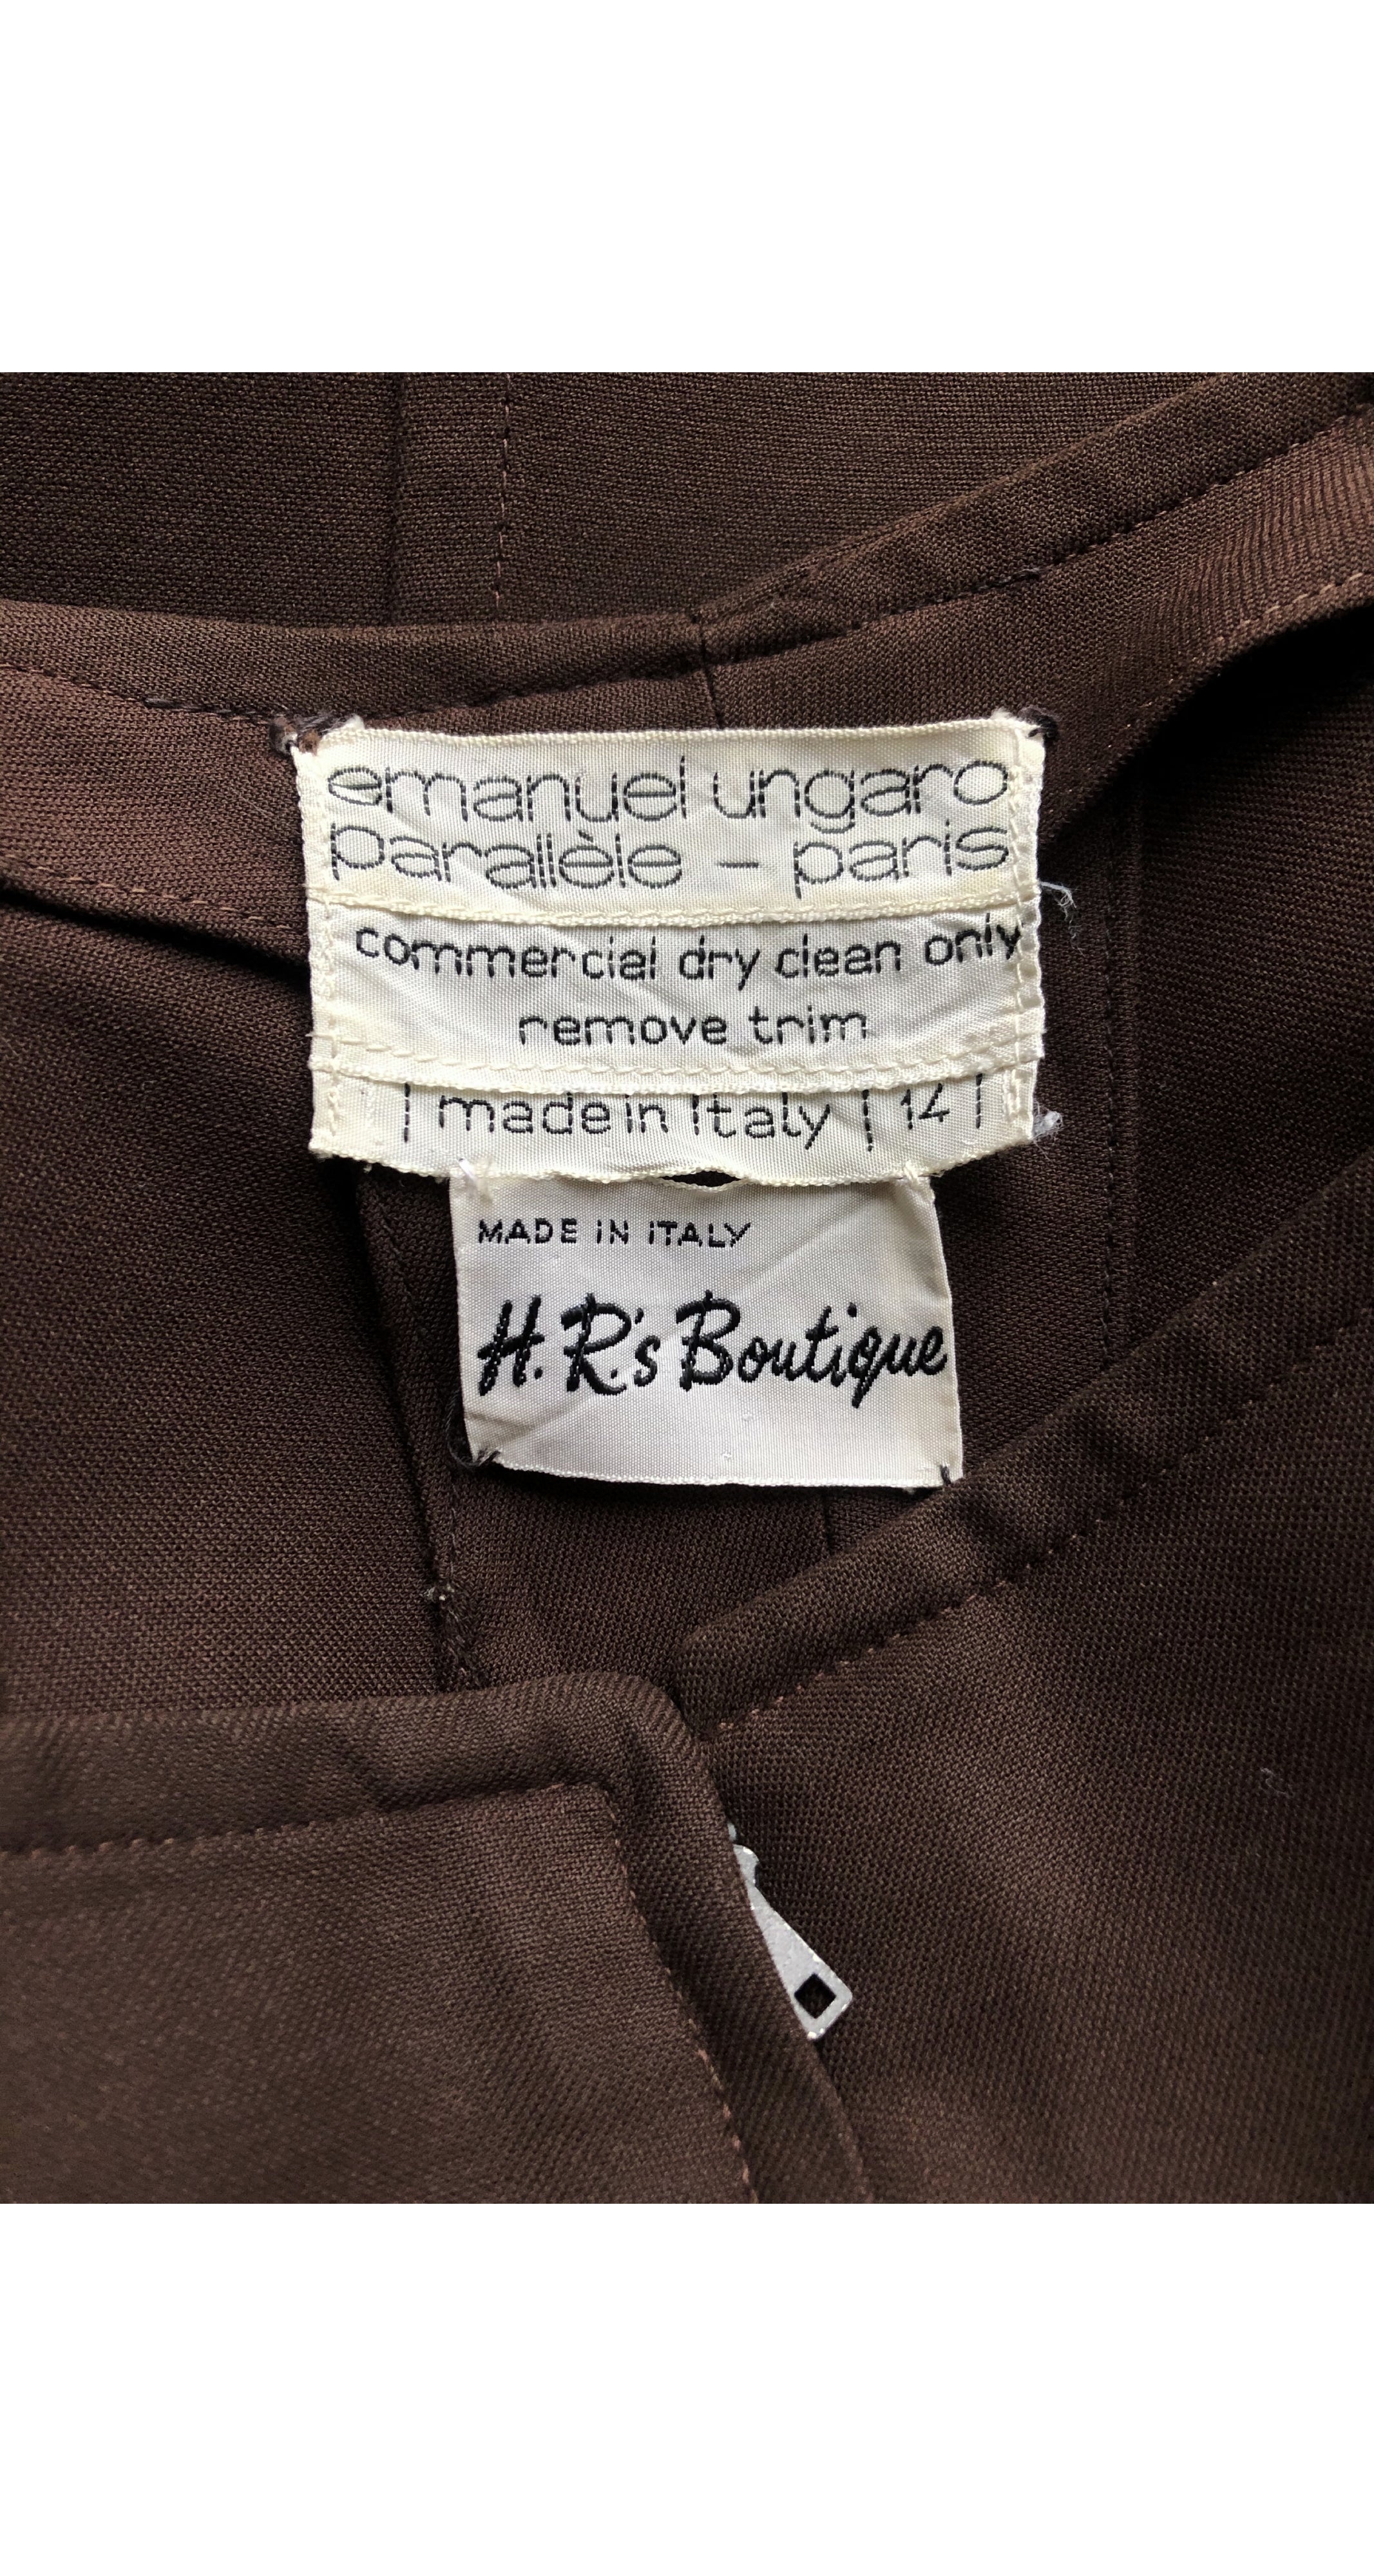 emanuel ungaro
parallèle – paris
commercial dry clean only
remove trim
| made in Italy | 14 |
MADE IN ITALY
H. R.'s Boutique